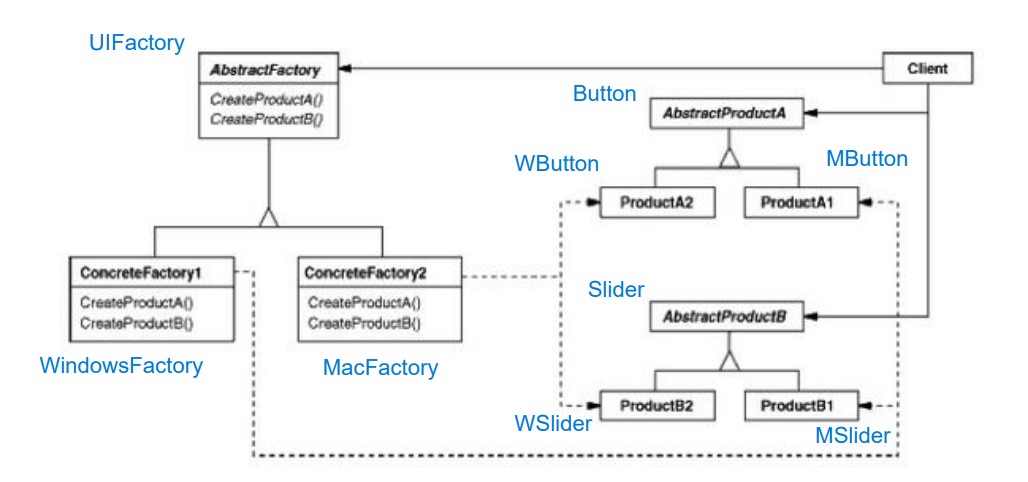 UIFactory
AbstractFactory
CreateProductA()
CreateProductB()
Client
Button
AbstractProductA
WButton
MButton
ProductA2
ProductA1
ConcreteFactory1
CreateProductA()
CreateProductB()
WindowsFactory
ConcreteFactory2
CreateProductA()
CreateProductB()
MacFactory
Slider
AbstractProductB
ProductB2
ProductB1
WSlider
MSlider